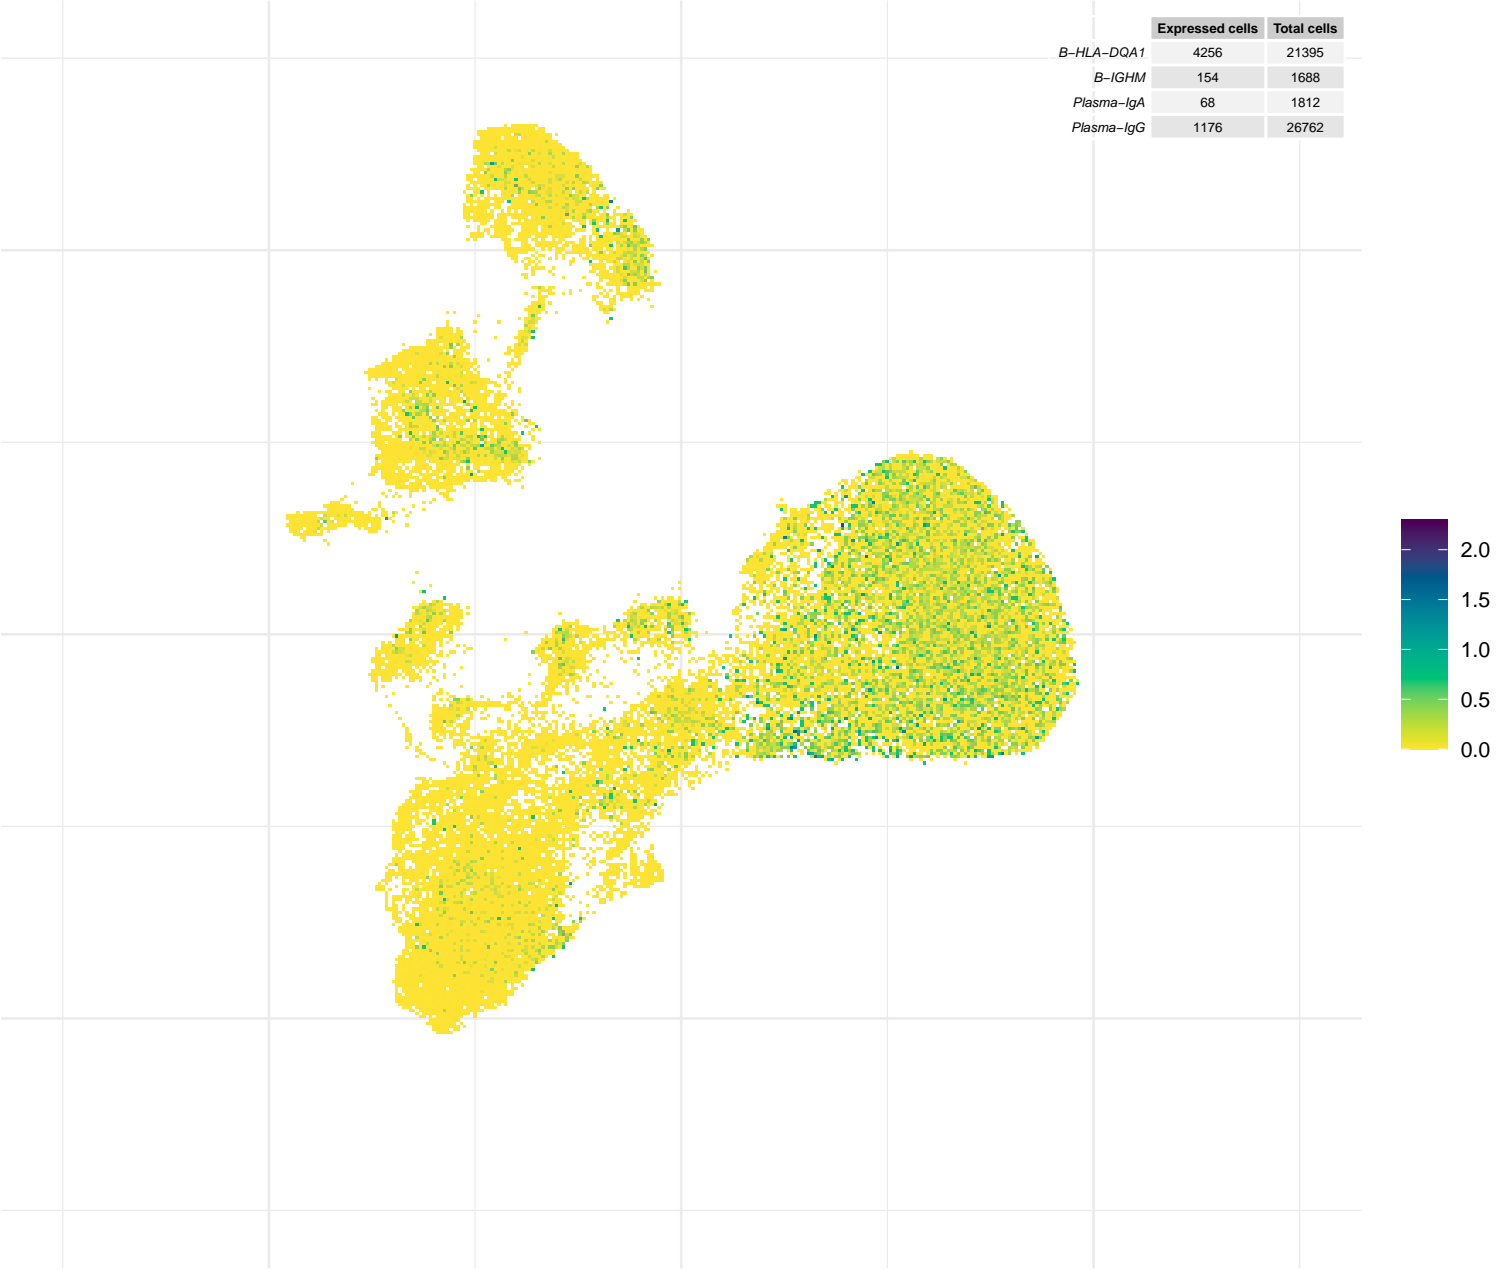 Expressed cells Total cells
B−HLA−DQA1 4256 21395
B−IGHM 154 1688
Plasma−IgA 68 1812
Plasma−IgG 1176 26762
2.0
1.5
1.0
0.5
0.0